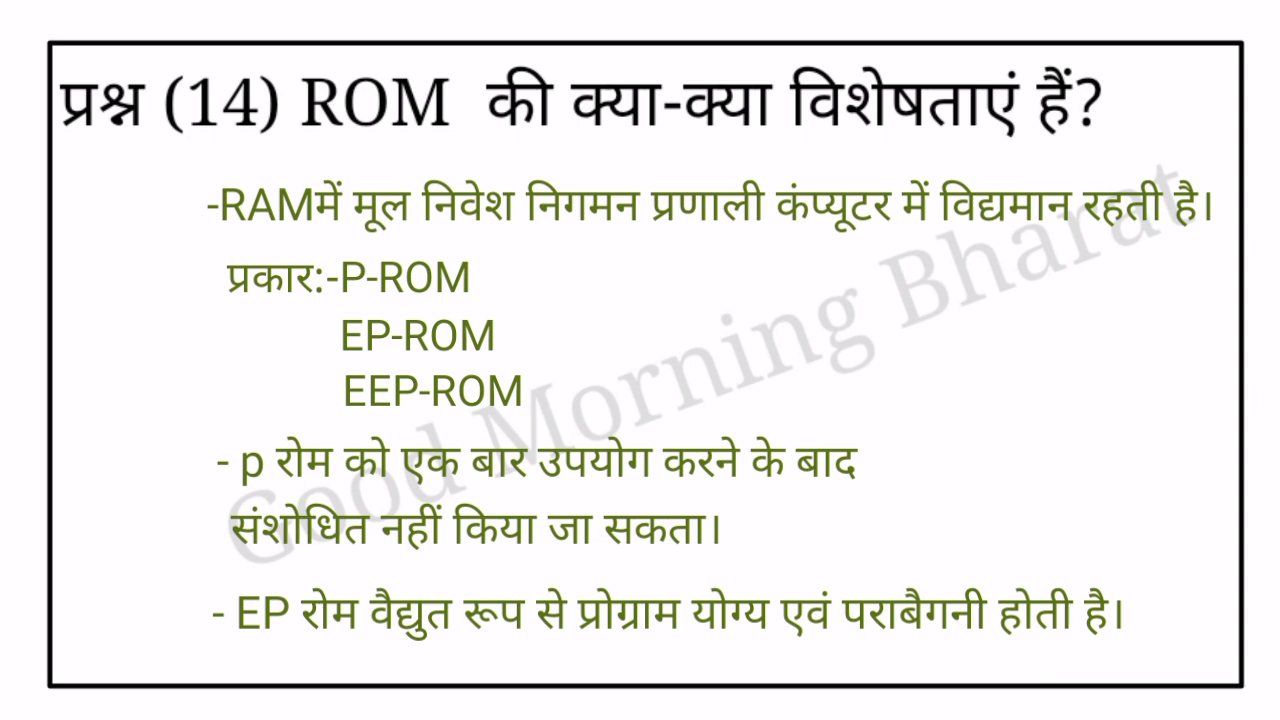 प्रश्न (14) ROM की क्या-क्या विशेषताएं हैं?
-RAMमें मूल निवेश निगमन प्रणाली कंप्यूटर में विद्यमान रहती है।
प्रकार:-P-ROM
EP-ROM
EEP-ROM
- p रोम को एक बार उपयोग करने के बाद
संशोधित नहीं किया जा सकता।
- EP रोम वैद्युत रूप से प्रोग्राम योग्य एवं पराबैगनी होती है।
Good Morning Bharat